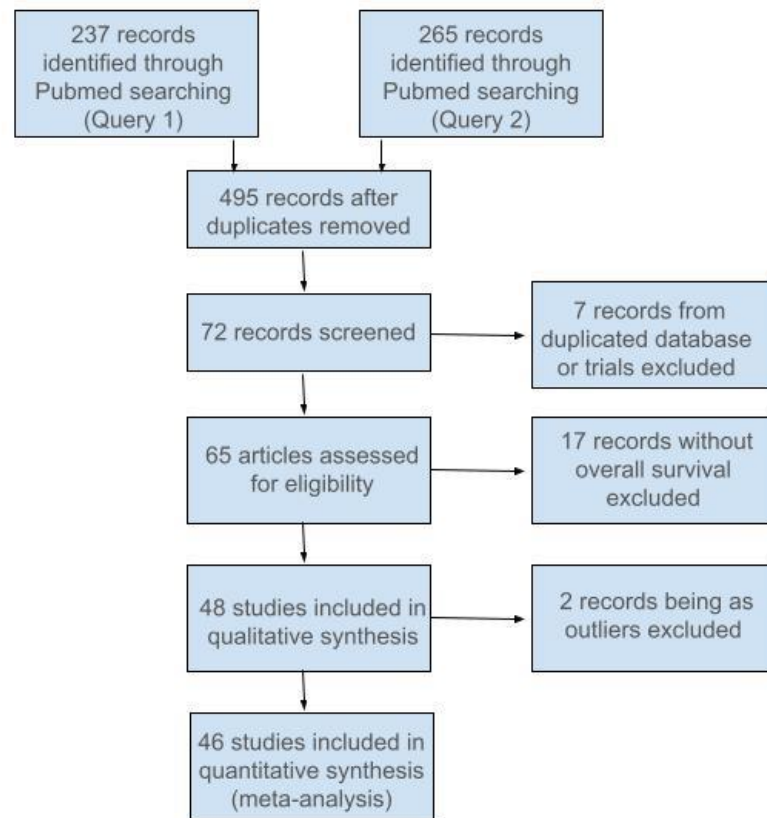 237 records
identified through
Pubmed searching
(Query 1)
265 records
identified through
Pubmed searching
(Query 2)
495 records after
duplicates removed
72 records screened
7 records from
duplicated database
or trials excluded
65 articles assessed
for eligibility
17 records without
overall survival
excluded
48 studies included in
qualitative synthesis
2 records being as
outliers excluded
46 studies included in
quantitative synthesis
(meta-analysis)